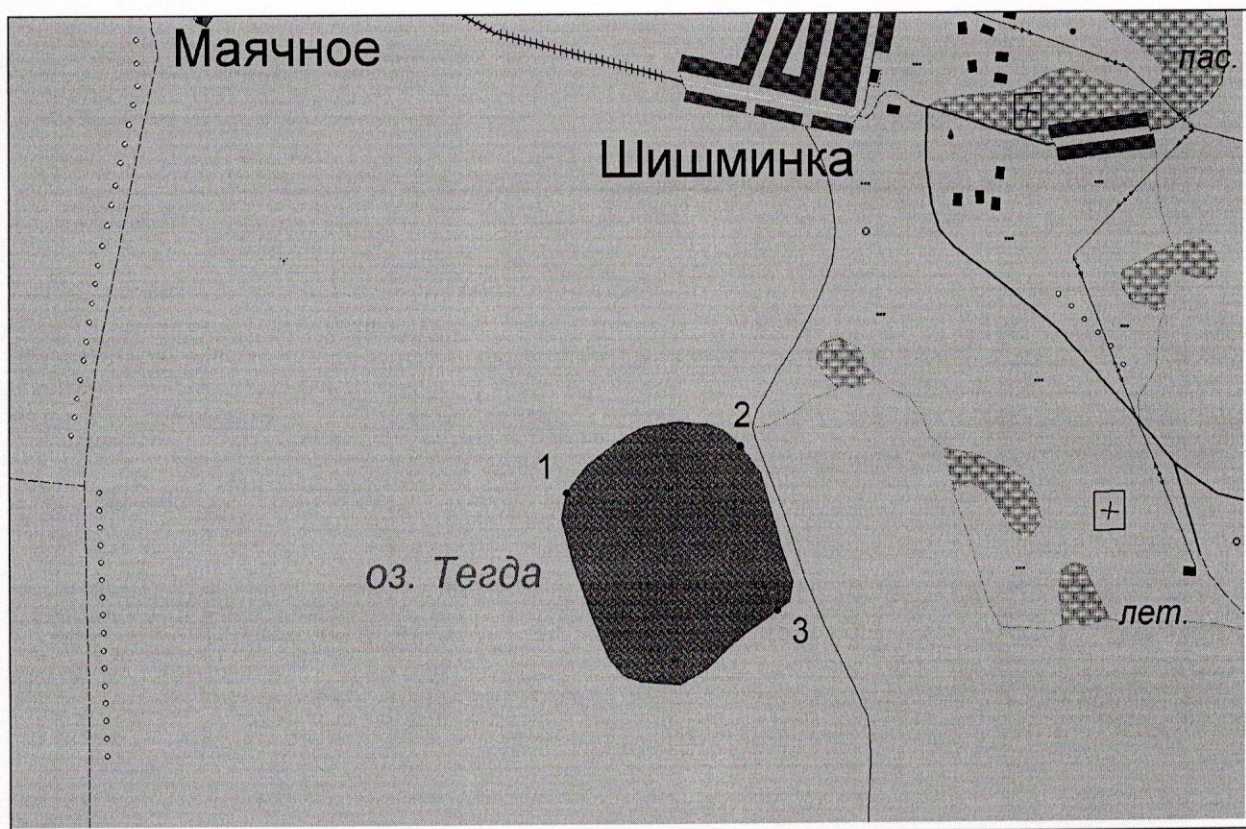 Маячное
пас.
Шишминка
2
1
оз. Тегда
3
лет.